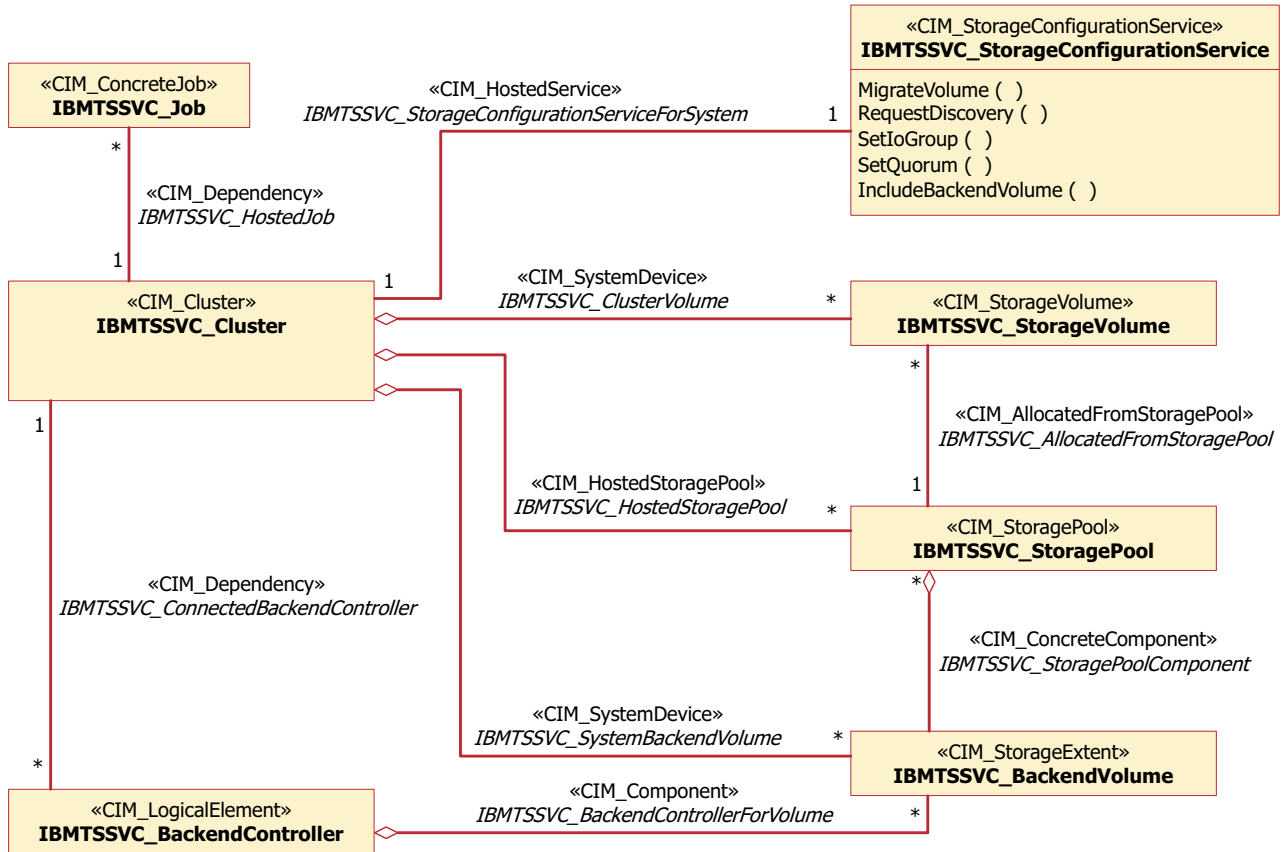 «CIM_StorageConfigurationService»
IBMTSSVC_StorageConfigurationService
MigrateVolume ( )
RequestDiscovery ( )
SetIoGroup ( )
SetQuorum ( )
IncludeBackendVolume ( )
«CIM_ConcreteJob»
IBMTSSVC_Job
«CIM_HostedService»
IBMTSSVC_StorageConfigurationServiceForSystem
1
*
«CIM_Dependency»
IBMTSSVC_HostedJob
1
1
«CIM_Cluster»
IBMTSSVC_Cluster
«CIM_SystemDevice»
IBMTSSVC_ClusterVolume
*
«CIM_StorageVolume»
IBMTSSVC_StorageVolume
*
«CIM_AllocatedFromStoragePool»
IBMTSSVC_AllocatedFromStoragePool
1
1
«CIM_HostedStoragePool»
IBMTSSVC_HostedStoragePool
*
«CIM_StoragePool»
IBMTSSVC_StoragePool
*
«CIM_Dependency»
IBMTSSVC_ConnectedBackendController
«CIM_ConcreteComponent»
IBMTSSVC_StoragePoolComponent
«CIM_SystemDevice»
IBMTSSVC_SystemBackendVolume
*
«CIM_StorageExtent»
IBMTSSVC_BackendVolume
*
«CIM_LogicalElement»
IBMTSSVC_BackendController
«CIM_Component»
IBMTSSVC_BackendControllerForVolume
*